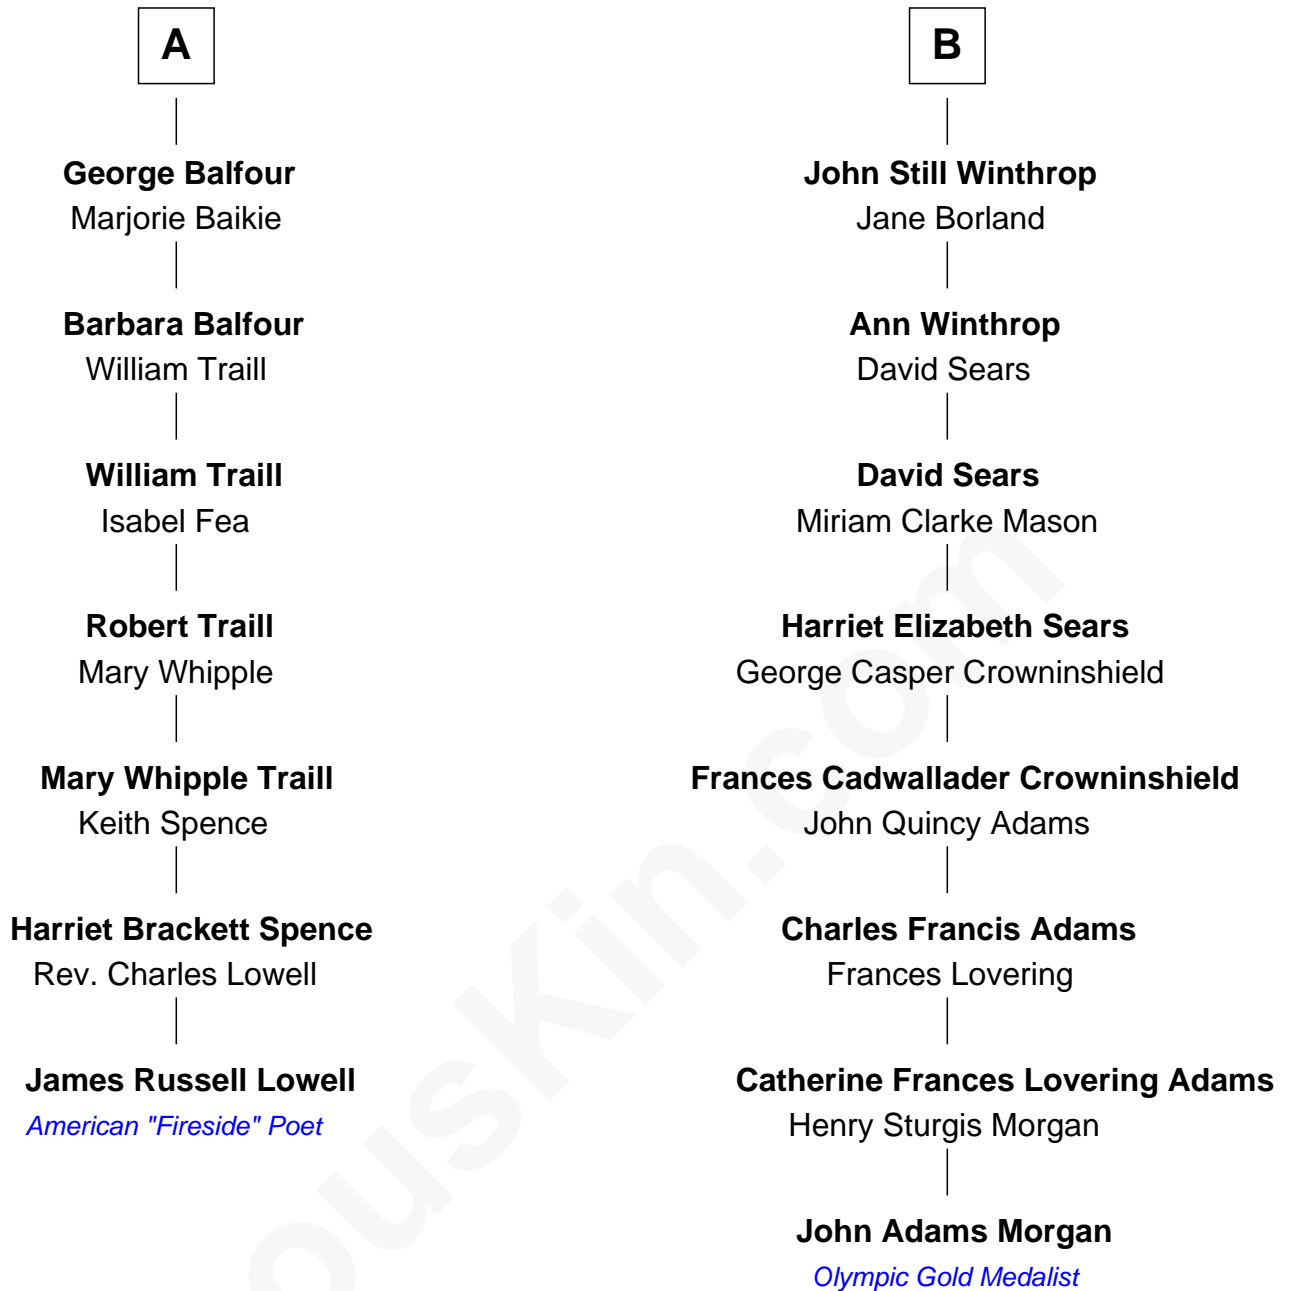 A
George Balfour
Marjorie Baikie
Barbara Balfour
William Traill
William Traill
Isabel Fea
Robert Traill
Mary Whipple
Mary Whipple Traill
Keith Spence
Harriet Brackett Spence
Rev. Charles Lowell
James Russell Lowell
American "Fireside" Poet
B
John Still Winthrop
Jane Borland
Ann Winthrop
David Sears
David Sears
Miriam Clarke Mason
Harriet Elizabeth Sears
George Casper Crowninshield
Frances Cadwallader Crowninshield
John Quincy Adams
Charles Francis Adams
Frances Lovering
Catherine Frances Lovering Adams
Henry Sturgis Morgan
John Adams Morgan
Olympic Gold Medalist
ousKin.com